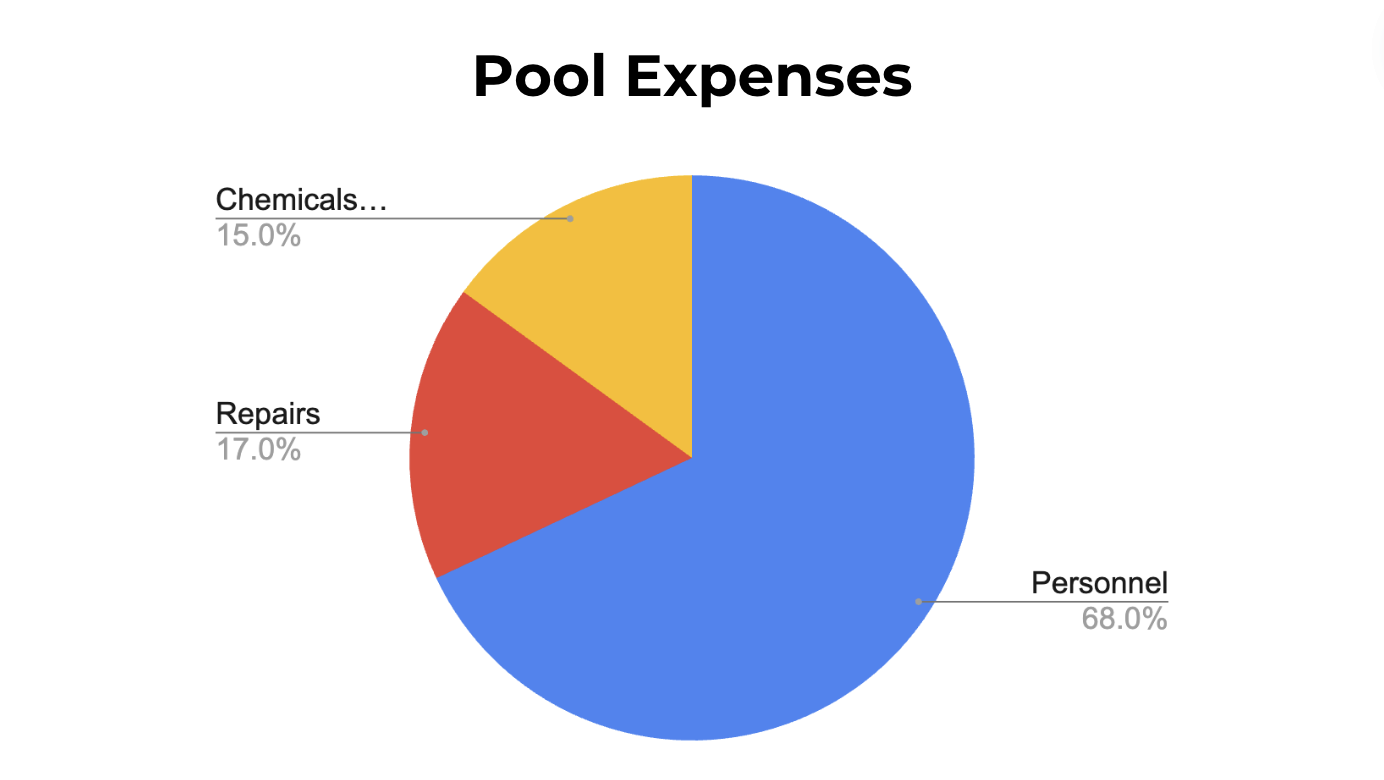 Pool Expenses
Chemicals…
15.0%
Repairs
17.0%
Personnel
68.0%